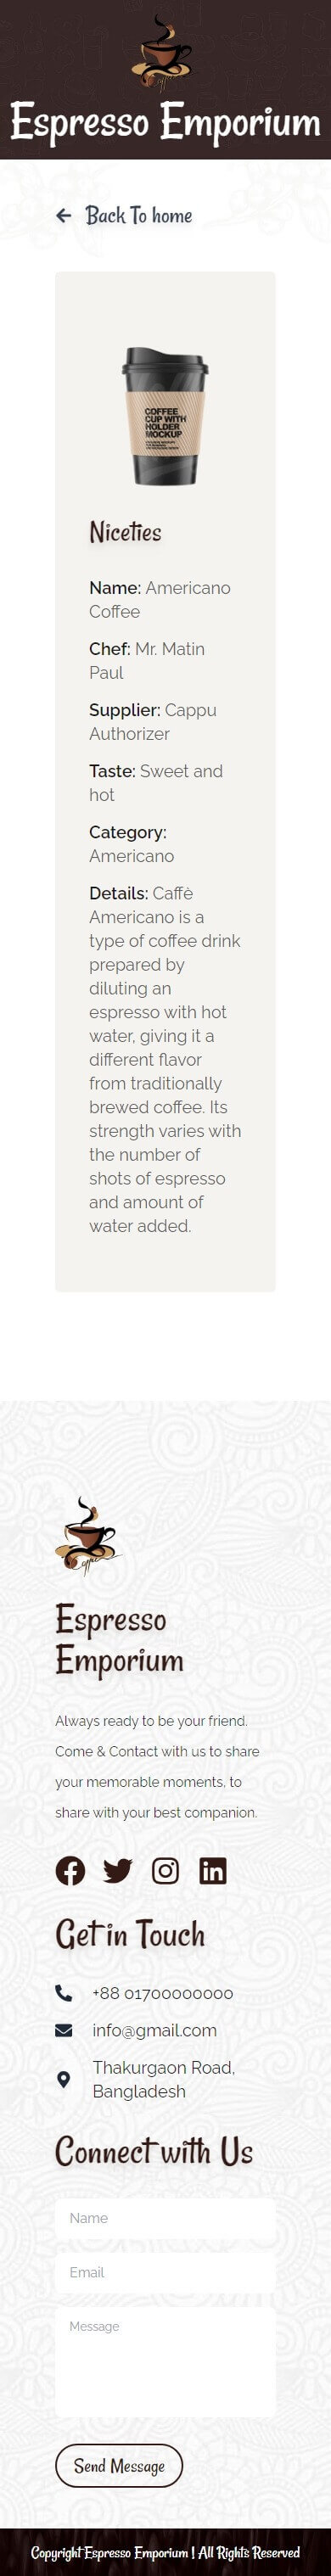 Espresso Emporium
Back To home
COFFEE
CUP WITH
HOLDER
MOCKUP
Niceties
Name: Americano
Coffee
Chef: Mr. Matin
Paul
Supplier: Cappu
Authorizer
Taste: Sweet and
hot
Category:
Americano
Details: Caffè
Americano is a
type of coffee drink
prepared by
diluting an
espresso with hot
water, giving it a
different flavor
from traditionally
brewed coffee. Its
strength varies with
the number of
shots of espresso
and amount of
water added.
Espresso
Emporium
Always ready to be your friend.
Come & Contact with us to share
your memorable moments, to
share with your best companion.
Get in Touch
+88 01700000000
info@gmail.com
Thakurgaon Road,
Bangladesh
Connect with Us
Name
Email
Message
Send Message
Copyright Espresso Emporium ! All Rights Reserved